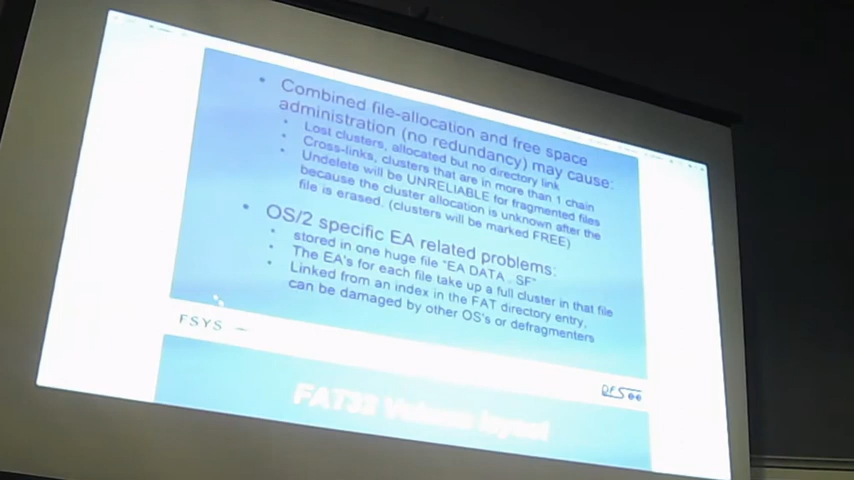 • Combined file-allocation and free space
administration (no redundancy) may cause:
• Lost clusters, allocated but no directory link
• Cross-links, clusters that are in more than 1 chain
• Undelete will be UNRELIABLE for fragmented files
because the cluster allocation is unknown after the
file is erased. (clusters will be marked FREE)
• OS/2 specific EA related problems:
• stored in one huge file "EA DATA . SF"
• The EA's for each file take up a full cluster in that file
• Linked from an index in the FAT directory entry,
can be damaged by other OS's or defragmenters
FSYS
DFSee
FAT32 Volume layout